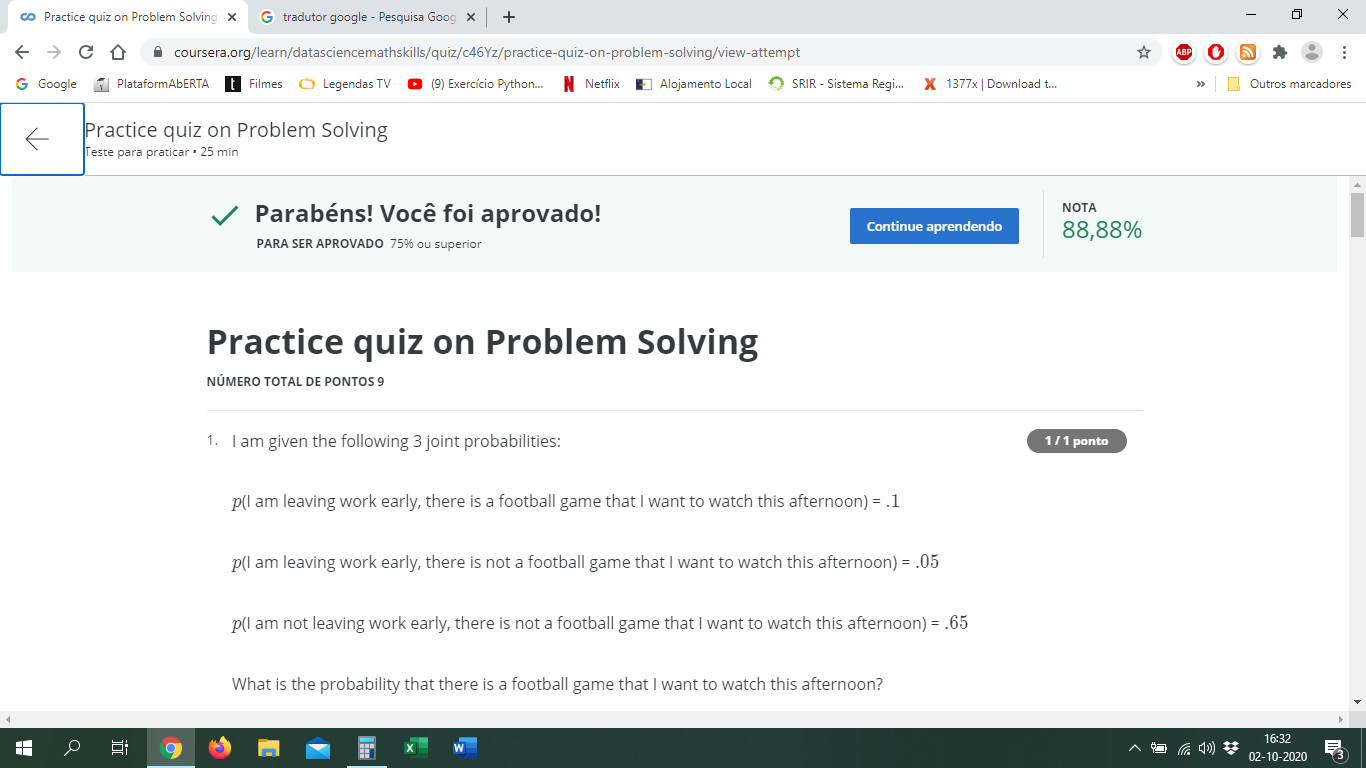 Practice quiz on Problem Solving
tradutor google - Pesquisa Goog
coursera.org/learn/datasciencemathskills/quiz/c46Yz/practice-quiz-on-problem-solving/view-attempt
ABP
Google PlataformAbERTA t Filmes Legendas TV (9) Exercício Python... N Netflix Alojamento Local SRIR - Sistema Regi... X 1377x | Download t... » Outros marcadores
Practice quiz on Problem Solving
Teste para praticar • 25 min
Parabéns! Você foi aprovado!
PARA SER APROVADO 75% ou superior
Continue aprendendo
NOTA
88,88%
Practice quiz on Problem Solving
NÚMERO TOTAL DE PONTOS 9
1. I am given the following 3 joint probabilities:
1 / 1 ponto
p(I am leaving work early, there is a football game that I want to watch this afternoon) = .1
p(I am leaving work early, there is not a football game that I want to watch this afternoon) = .05
p(I am not leaving work early, there is not a football game that I want to watch this afternoon) = .65
What is the probability that there is a football game that I want to watch this afternoon?
16:32
02-10-2020
3